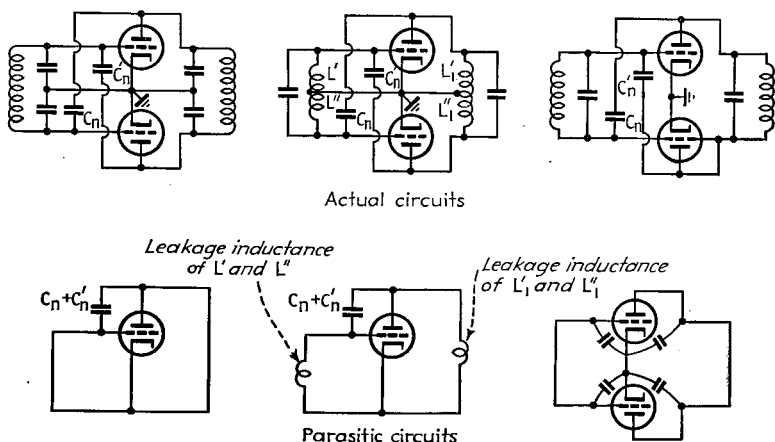 C'n
Cn
L'
L"
C'n
Cn
L'1
L"1
C'n
Cn
Actual circuits
Leakage inductance
of L' and L"
Leakage inductance
of L'1 and L"1
Cn+C'n
Cn+C'n
Parasitic circuits